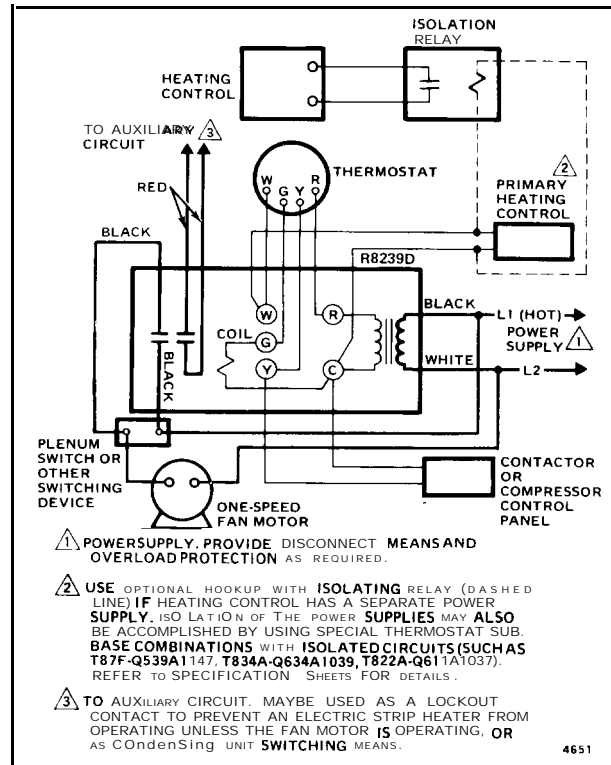 ISOLATION
RELAY
HEATING
CONTROL
TO AUXILIARY 3
CIRCUIT
THERMOSTAT
W G Y R
RED
2
PRIMARY
HEATING
CONTROL
BLACK
R8239D
BLACK
L1 (HOT)
POWER
SUPPLY 1
W
R
COIL
G
Y
C
BLACK
WHITE
L2
PLENUM
SWITCH OR
OTHER
SWITCHING
DEVICE
ONE-SPEED
FAN MOTOR
CONTACTOR
OR
COMPRESSOR
CONTROL
PANEL
1 POWERSUPPLY. PROVIDE DISCONNECT MEANS AND
OVERLOAD PROTECTION AS REQUIRED.
2 USE OPTIONAL HOOKUP WITH ISOLATING RELAY (DASHED
LINE) IF HEATING CONTROL HAS A SEPARATE POWER
SUPPLY. ISO LatiON OF The POWER SUPPLIES MAY ALSO
BE ACCOMPLISHED BY USING SPECIAL THERMOSTAT SUB.
BASE COMBINATIONS WITH ISOLATED CIRCUITS (SUCH AS
T87F-Q539A1147, T834A-Q634A1039, T822A-Q611A1037).
REFER TO SPECIFICATION SHEETS FOR DETAILS.
3 TO AUXILIARY CIRCUIT. MAYBE USED AS A LOCKOUT
CONTACT TO PREVENT AN ELECTRIC STRIP HEATER FROM
OPERATING UNLESS THE FAN MOTOR IS OPERATING, OR
AS COndenSing UNIT SWITCHING MEANS.
4651